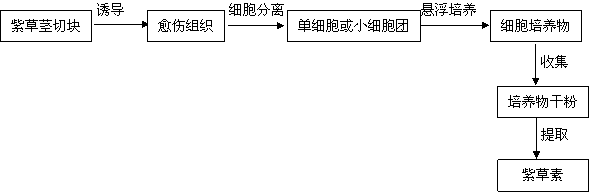 紫草茎切块
诱导
愈伤组织
细胞分离
单细胞或小细胞团
悬浮培养
细胞培养物
收集
培养物干粉
提取
紫草素